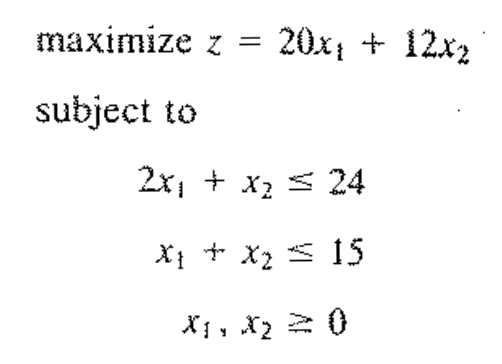 maximize z = 20x₁ + 12x₂
subject to
2x₁ + x₂ ≤ 24
x₁ + x₂ ≤ 15
x₁, x₂ ≥ 0